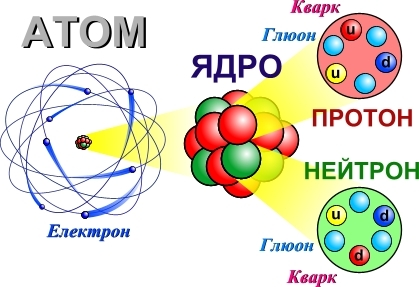 АТОМ
Електрон
ЯДРО
Кварк
Глюон
u
d
u
d
ПРОТОН
НЕЙТРОН
u
d
d
Глюон
Кварк